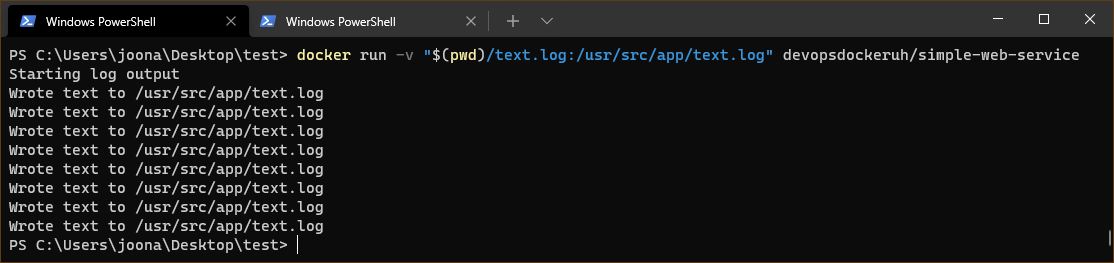 Windows PowerShell
Windows PowerShell
PS C:\Users\joona\Desktop\test> docker run -v "$(pwd)/text.log:/usr/src/app/text.log" devopsdockeruh/simple-web-service
Starting log output
Wrote text to /usr/src/app/text.log
Wrote text to /usr/src/app/text.log
Wrote text to /usr/src/app/text.log
Wrote text to /usr/src/app/text.log
Wrote text to /usr/src/app/text.log
Wrote text to /usr/src/app/text.log
Wrote text to /usr/src/app/text.log
Wrote text to /usr/src/app/text.log
PS C:\Users\joona\Desktop\test>